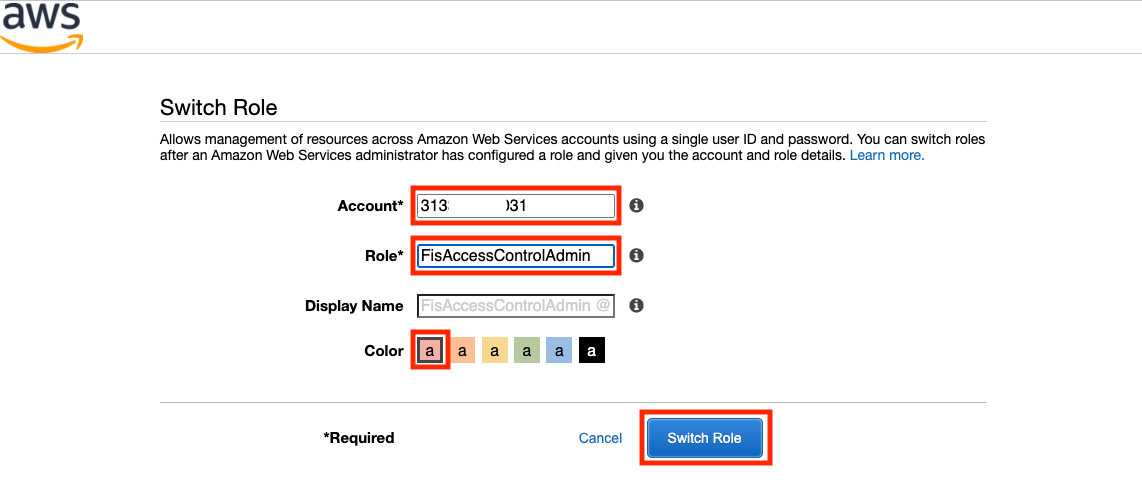 aws
Switch Role
Allows management of resources across Amazon Web Services accounts using a single user ID and password. You can switch roles
after an Amazon Web Services administrator has configured a role and given you the account and role details. Learn more.
Account* 313 031
Role* FisAccessControlAdmin
Display Name FisAccessControlAdmin @
Color a a a a a a
*Required Cancel Switch Role